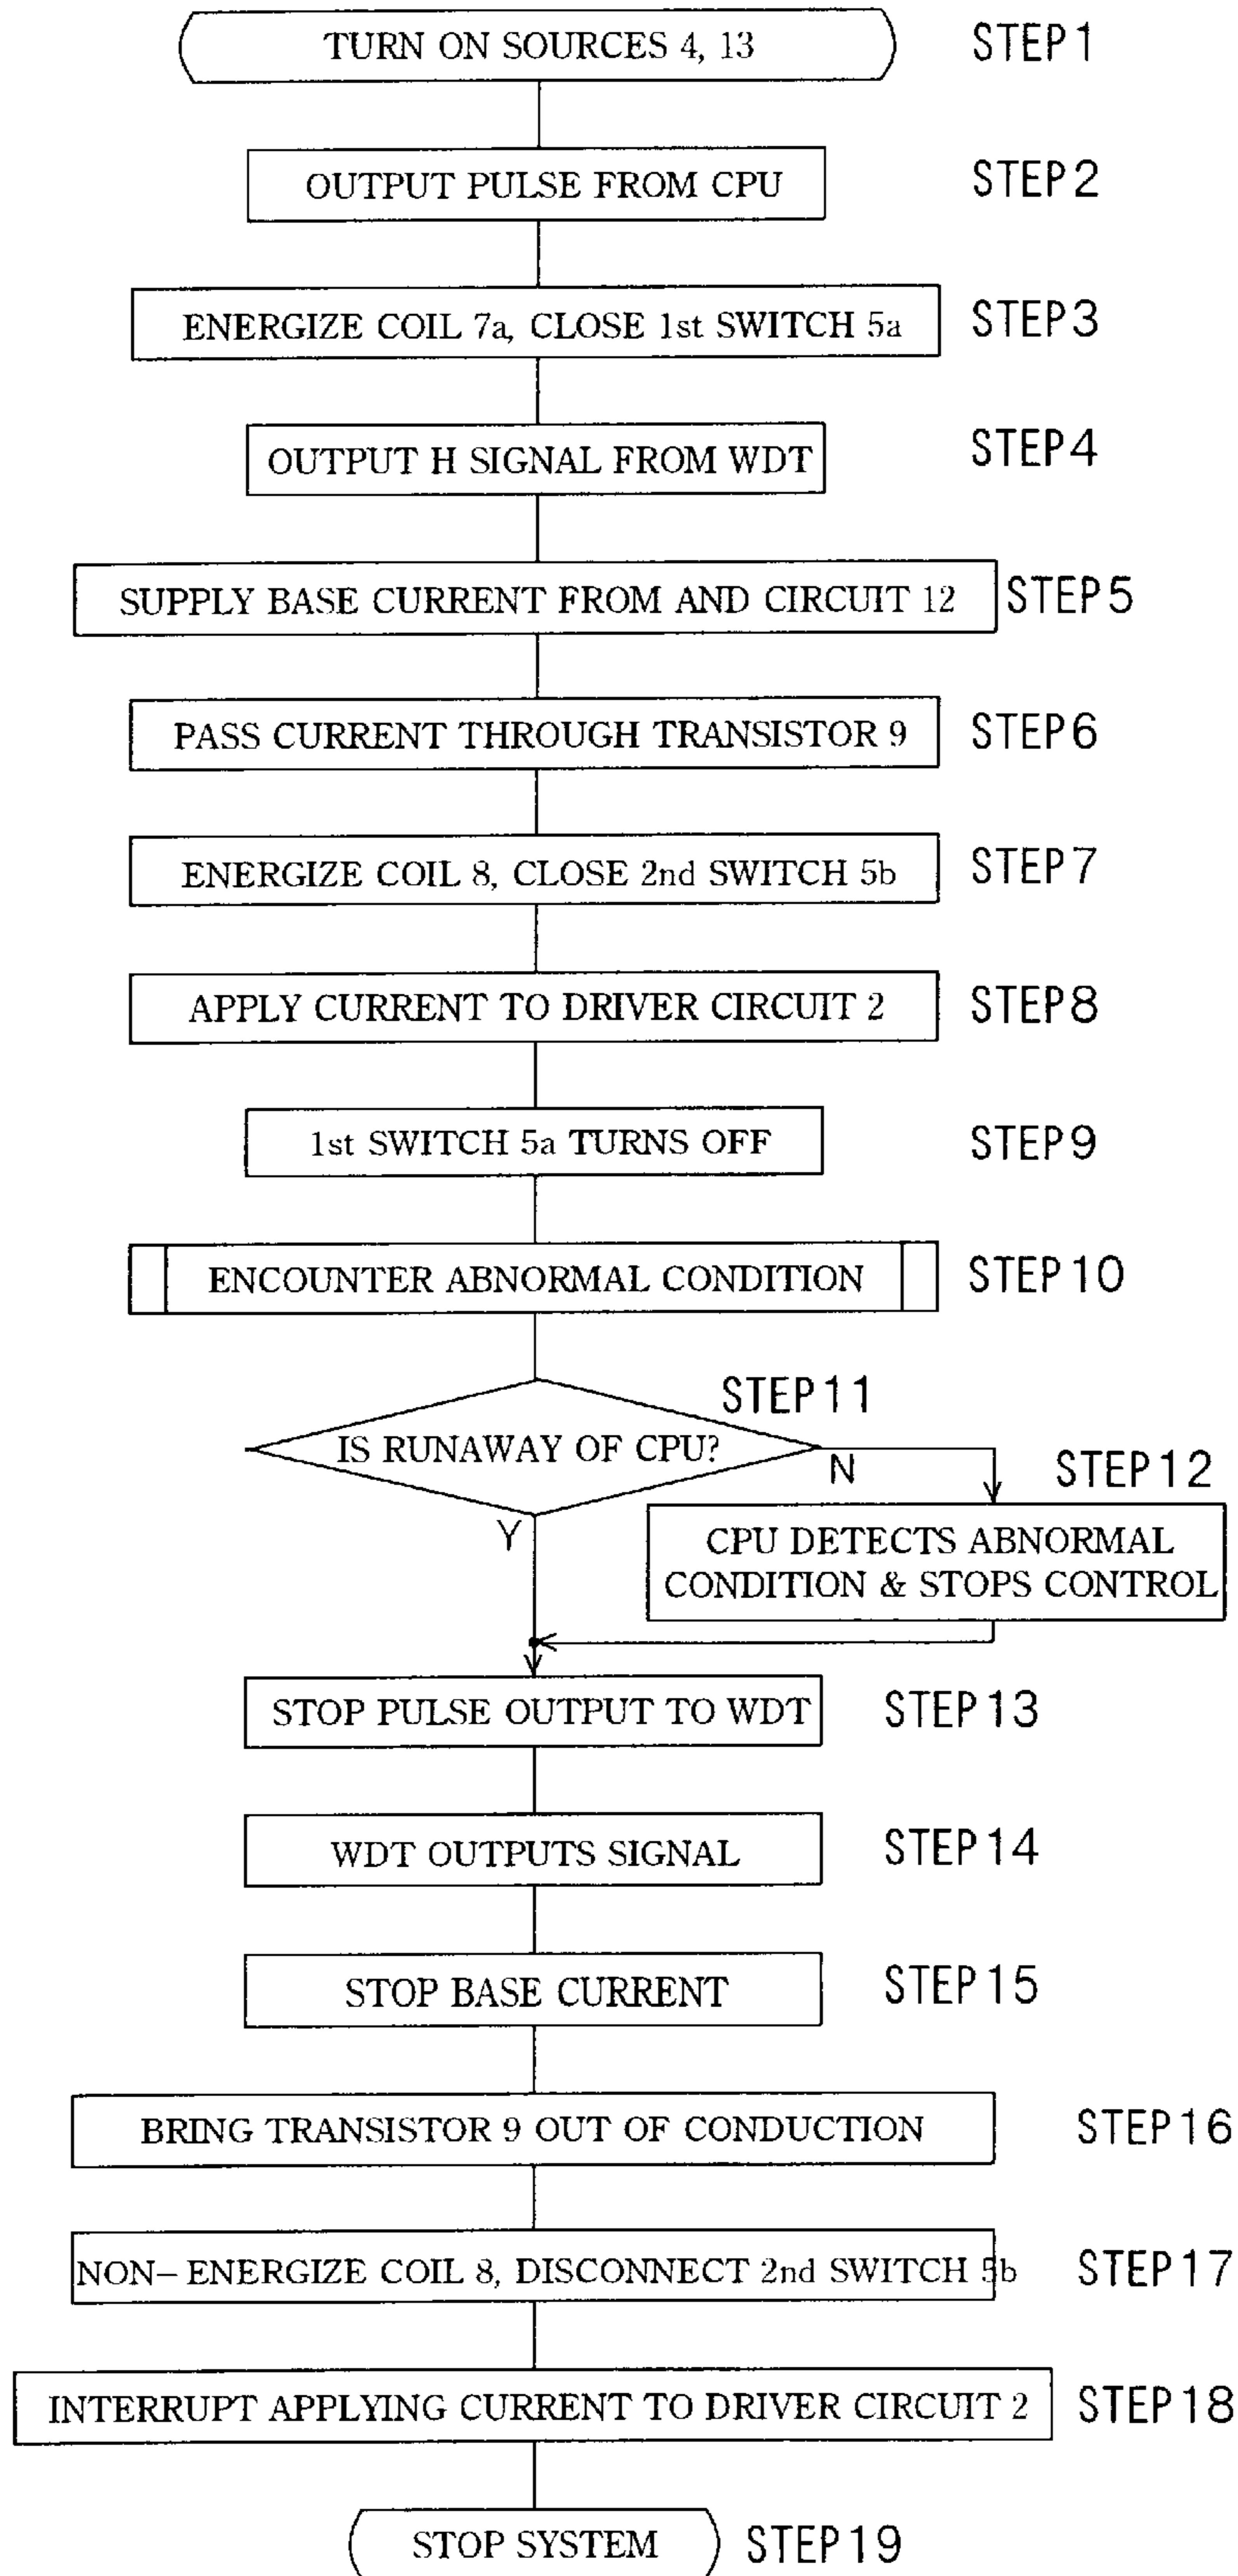 TURN ON SOURCES 4, 13 STEP1
OUTPUT PULSE FROM CPU STEP2
ENERGIZE COIL 7a, CLOSE 1st SWITCH 5a STEP3
OUTPUT H SIGNAL FROM WDT STEP4
SUPPLY BASE CURRENT FROM AND CIRCUIT 12 STEP5
PASS CURRENT THROUGH TRANSISTOR 9 STEP6
ENERGIZE COIL 8, CLOSE 2nd SWITCH 5b STEP7
APPLY CURRENT TO DRIVER CIRCUIT 2 STEP8
1st SWITCH 5a TURNS OFF STEP9
ENCOUNTER ABNORMAL CONDITION STEP10
STEP11
IS RUNAWAY OF CPU?
N
STEP12
Y
CPU DETECTS ABNORMAL
CONDITION & STOPS CONTROL
STOP PULSE OUTPUT TO WDT STEP13
WDT OUTPUTS SIGNAL STEP14
STOP BASE CURRENT STEP15
BRING TRANSISTOR 9 OUT OF CONDUCTION STEP16
NON-ENERGIZE COIL 8, DISCONNECT 2nd SWITCH 5b STEP17
INTERRUPT APPLYING CURRENT TO DRIVER CIRCUIT 2 STEP18
STOP SYSTEM STEP19